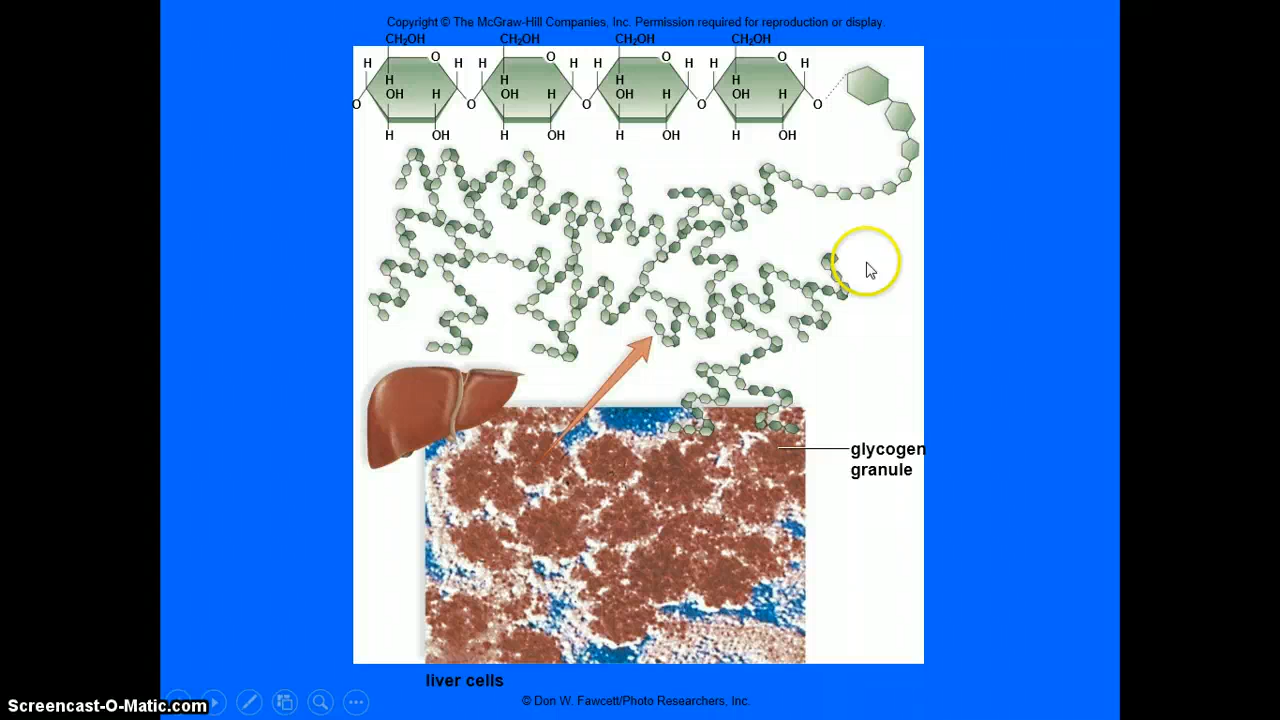 Copyright © The McGraw-Hill Companies, Inc. Permission required for reproduction or display.
CH₂OH CH₂OH CH₂OH CH₂OH
O O O O
H H H H H H H H
H H H H
OH H OH H OH H OH H
O O O O O
H OH H OH H OH H OH
glycogen
granule
liver cells
© Don W. Fawcett/Photo Researchers, Inc.
Screencast-O-Matic.com